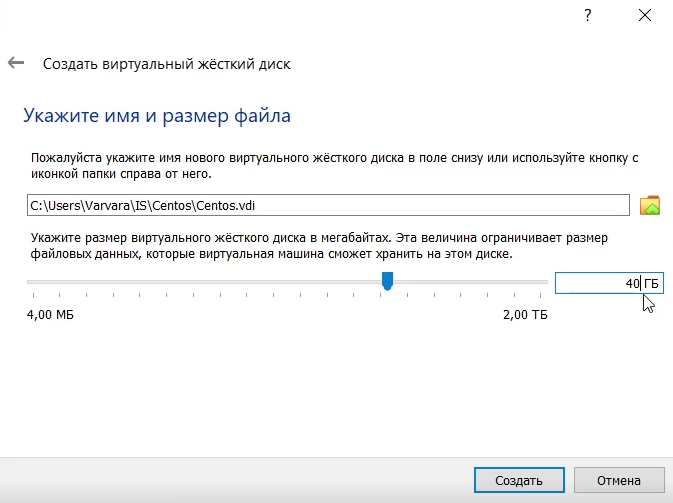 ?
Создать виртуальный жёсткий диск
Укажите имя и размер файла
Пожалуйста укажите имя нового виртуального жёсткого диска в поле снизу или используйте кнопку с
иконкой папки справа от него.
C:\Users\Varvara\IS\Centos\Centos.vdi
Укажите размер виртуального жёсткого диска в мегабайтах. Эта величина ограничивает размер
файловых данных, которые виртуальная машина сможет хранить на этом диске.
40 ГБ
4,00 МБ 2,00 ТБ
Создать Отмена